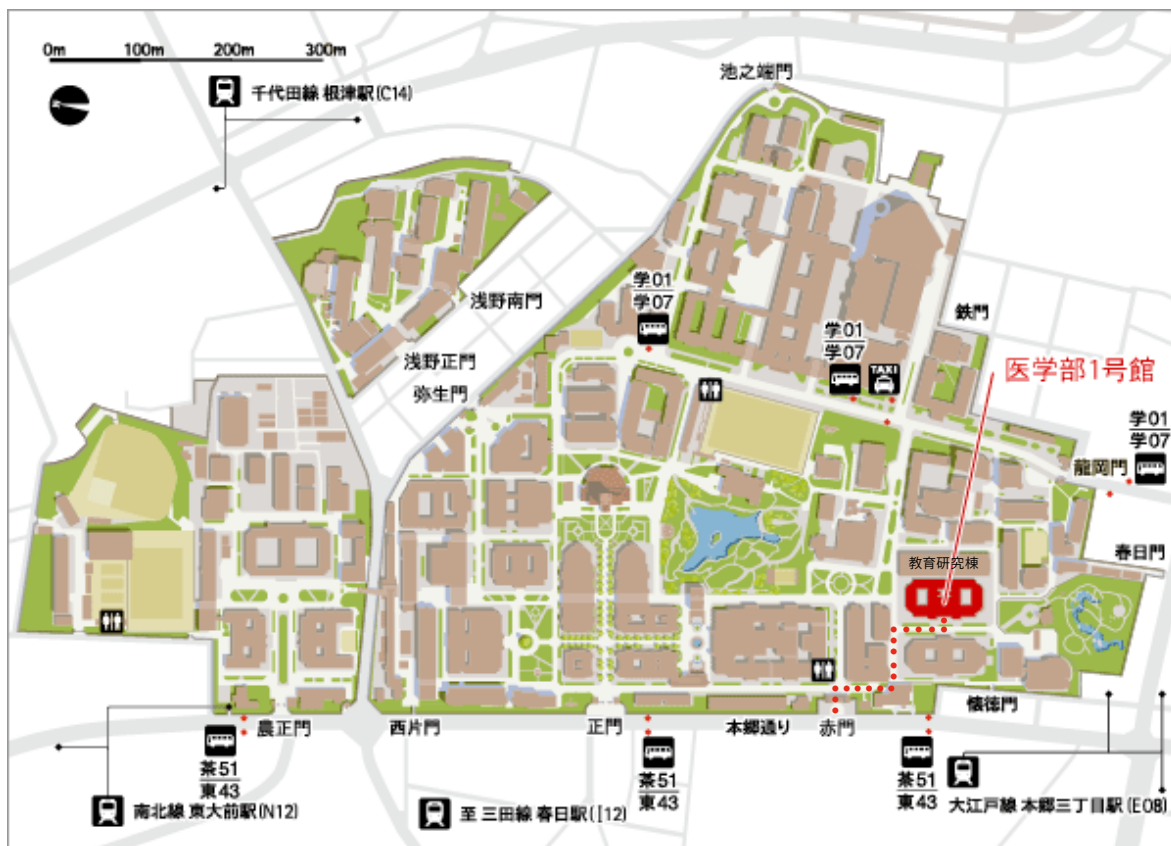 0m 100m 200m 300m
千代田線 根津駅(C14)
池之端門
浅野南門
浅野正門
弥生門
学01
学07
学01
学07
TAXI
鉄門
医学部1号館
学01
学07
龍岡門
春日門
教育研究棟
懐徳門
農正門
西片門
正門
本郷通り
赤門
茶51
東43
茶51
東43
茶51
東43
南北線 東大前駅(N12)
至 三田線 春日駅(I12)
大江戸線 本郷三丁目駅(E08)